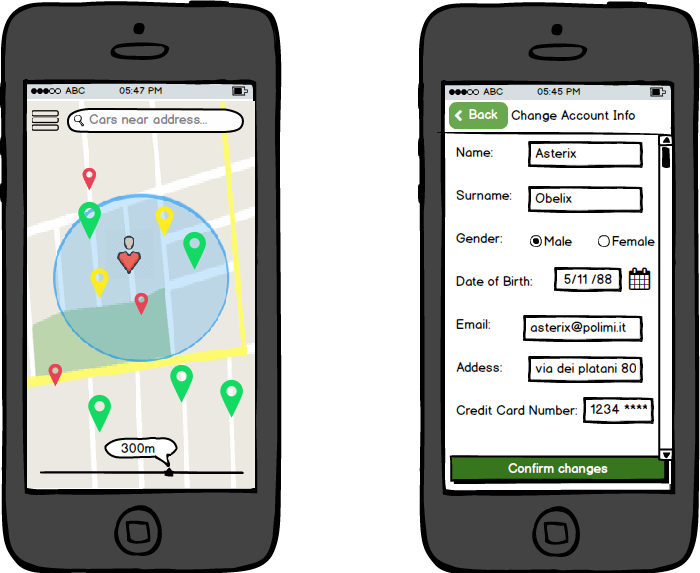 ABC 05:47 PM
Cars near address...
300m
ABC 05:45 PM
Back Change Account Info
Name: Asterix
Surname: Obelix
Gender: Male Female
Date of Birth: 5/11 /88
Email: asterix@polimi.it
Addess: via dei platani 80
Credit Card Number: 1234 ****
Confirm changes